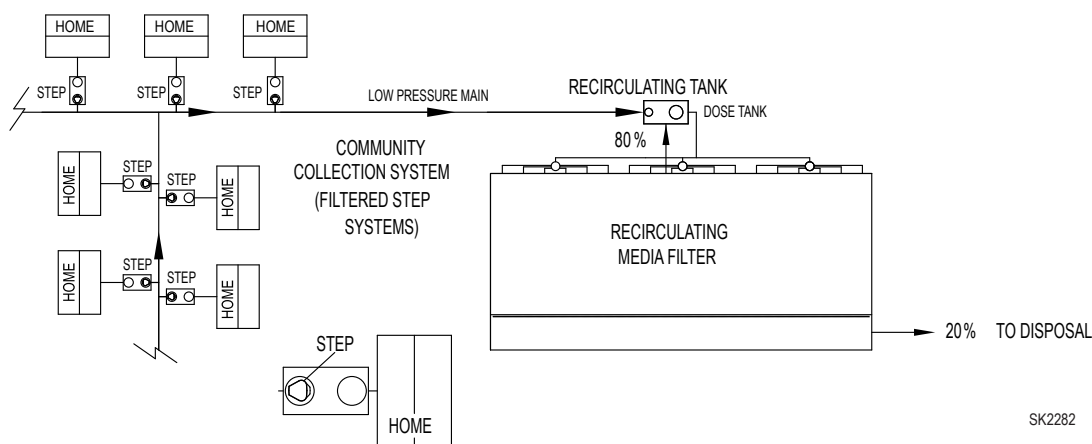 HOME
HOME
HOME
STEP
STEP
STEP
LOW PRESSURE MAIN
RECIRCULATING TANK
DOSE TANK
80 %
COMMUNITY
COLLECTION SYSTEM
(FILTERED STEP
SYSTEMS)
HOME
STEP
STEP
HOME
HOME
STEP
STEP
HOME
RECIRCULATING
MEDIA FILTER
20 % TO DISPOSAL
STEP
HOME
SK2282